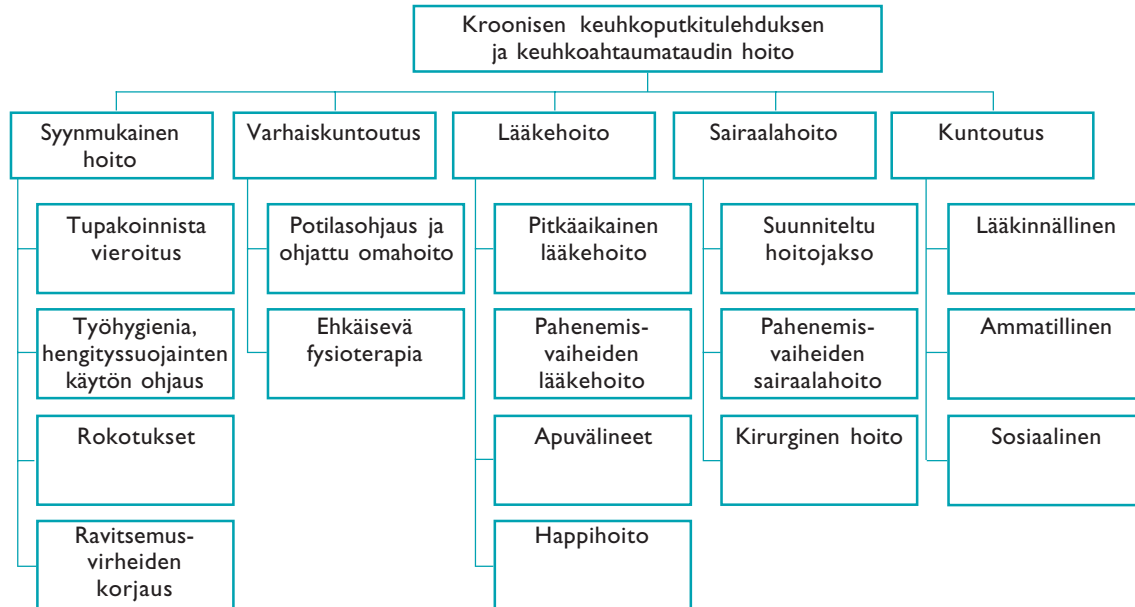 Kroonisen keuhkoputkitulehduksen
ja keuhkoahtaumataudin hoito
Syynmukainen
hoito
Tupakoinnista
vieroitus
Työhygienia,
hengityssuojainten
käytön ohjaus
Rokotukset
Ravitsemus-
virheiden
korjaus
Varhaiskuntoutus
Potilasohjaus ja
ohjattu omahoito
Ehkäisevä
fysioterapia
Lääkehoito
Pitkäaikainen
lääkehoito
Pahenemis-
vaiheiden
lääkehoito
Apuvälineet
Happihoito
Sairaalahoito
Suunniteltu
hoitojakso
Pahenemis-
vaiheiden
sairaalahoito
Kirurginen hoito
Kuntoutus
Lääkinnällinen
Ammatillinen
Sosiaalinen